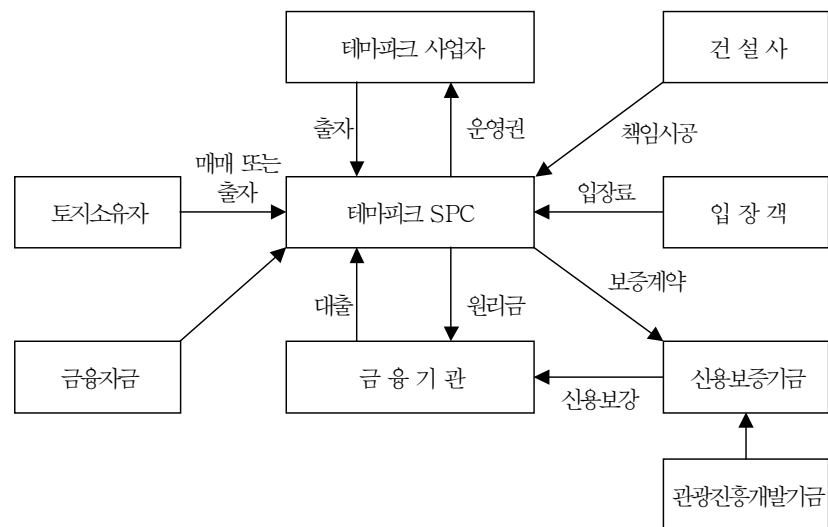 테마파크 사업자
건 설 사
출자
운영권
책임시공
매매 또는
출자
입장료
토지소유자
테마파크 SPC
입 장 객
보증계약
대출
원리금
금융자금
금 융 기 관
신용보증기금
신용보강
관광진흥개발기금